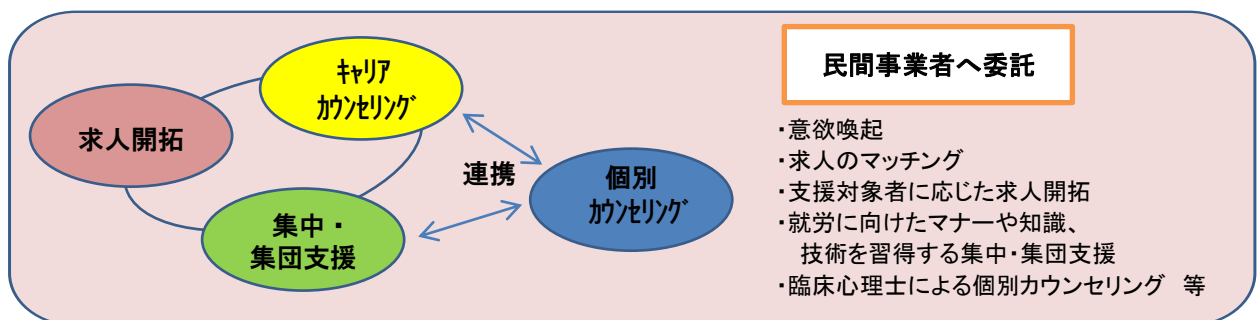 求人開拓
ｷｬﾘｱ
ｶｳﾝｾﾘﾝｸﾞ
集中・
集団支援
連携
個別
ｶｳﾝｾﾘﾝｸﾞ
民間事業者へ委託
・意欲喚起
・求人のマッチング
・支援対象者に応じた求人開拓
・就労に向けたマナーや知識、
技術を習得する集中・集団支援
・臨床心理士による個別カウンセリング　等